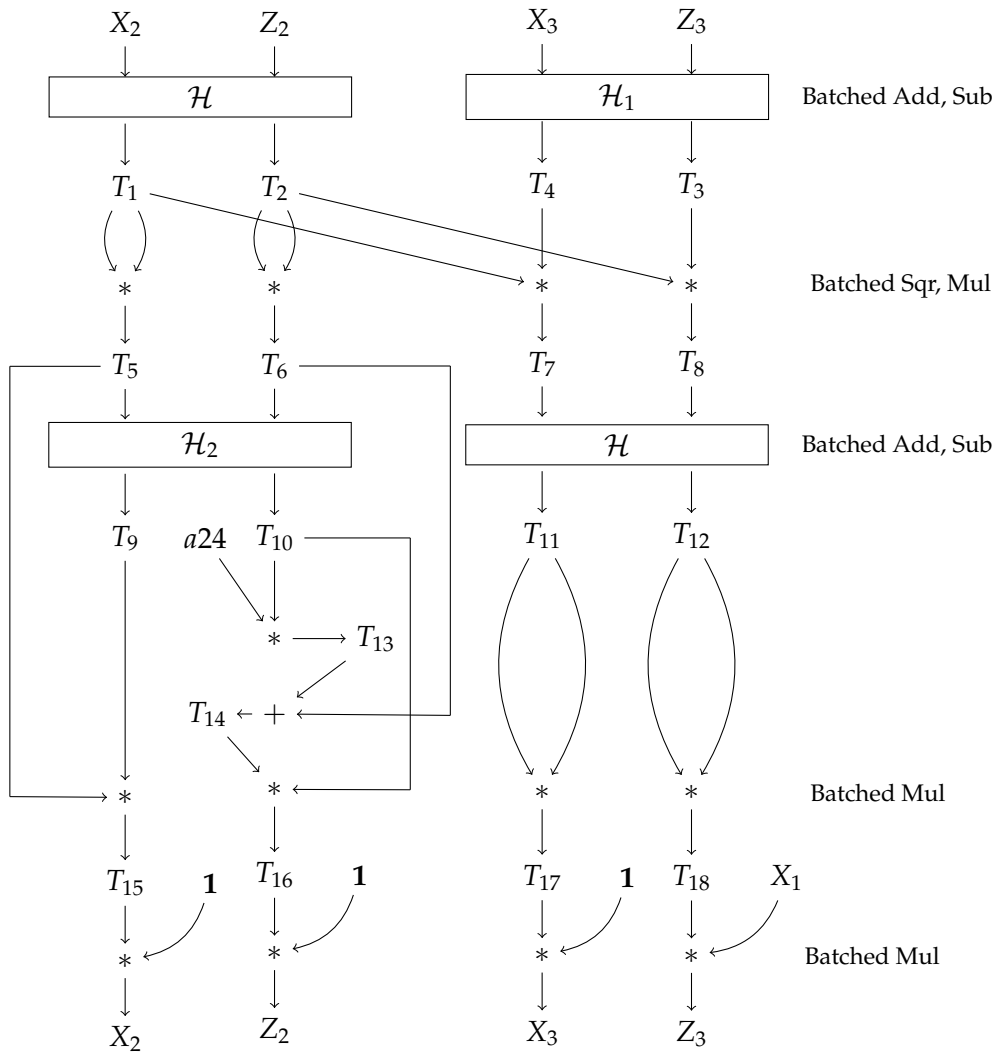 X₂ Z₂ X₃ Z₃
ℋ ℋ₁ Batched Add, Sub
T₁ T₂ T₄ T₃
* * * * Batched Sqr, Mul
T₅ T₆ T₇ T₈
ℋ₂ ℋ Batched Add, Sub
T₉ a24 T₁₀ T₁₁ T₁₂
* T₁₃
T₁₄ +
* * * * Batched Mul
T₁₅ 1 T₁₆ 1 T₁₇ 1 T₁₈ X₁
* * * * Batched Mul
X₂ Z₂ X₃ Z₃